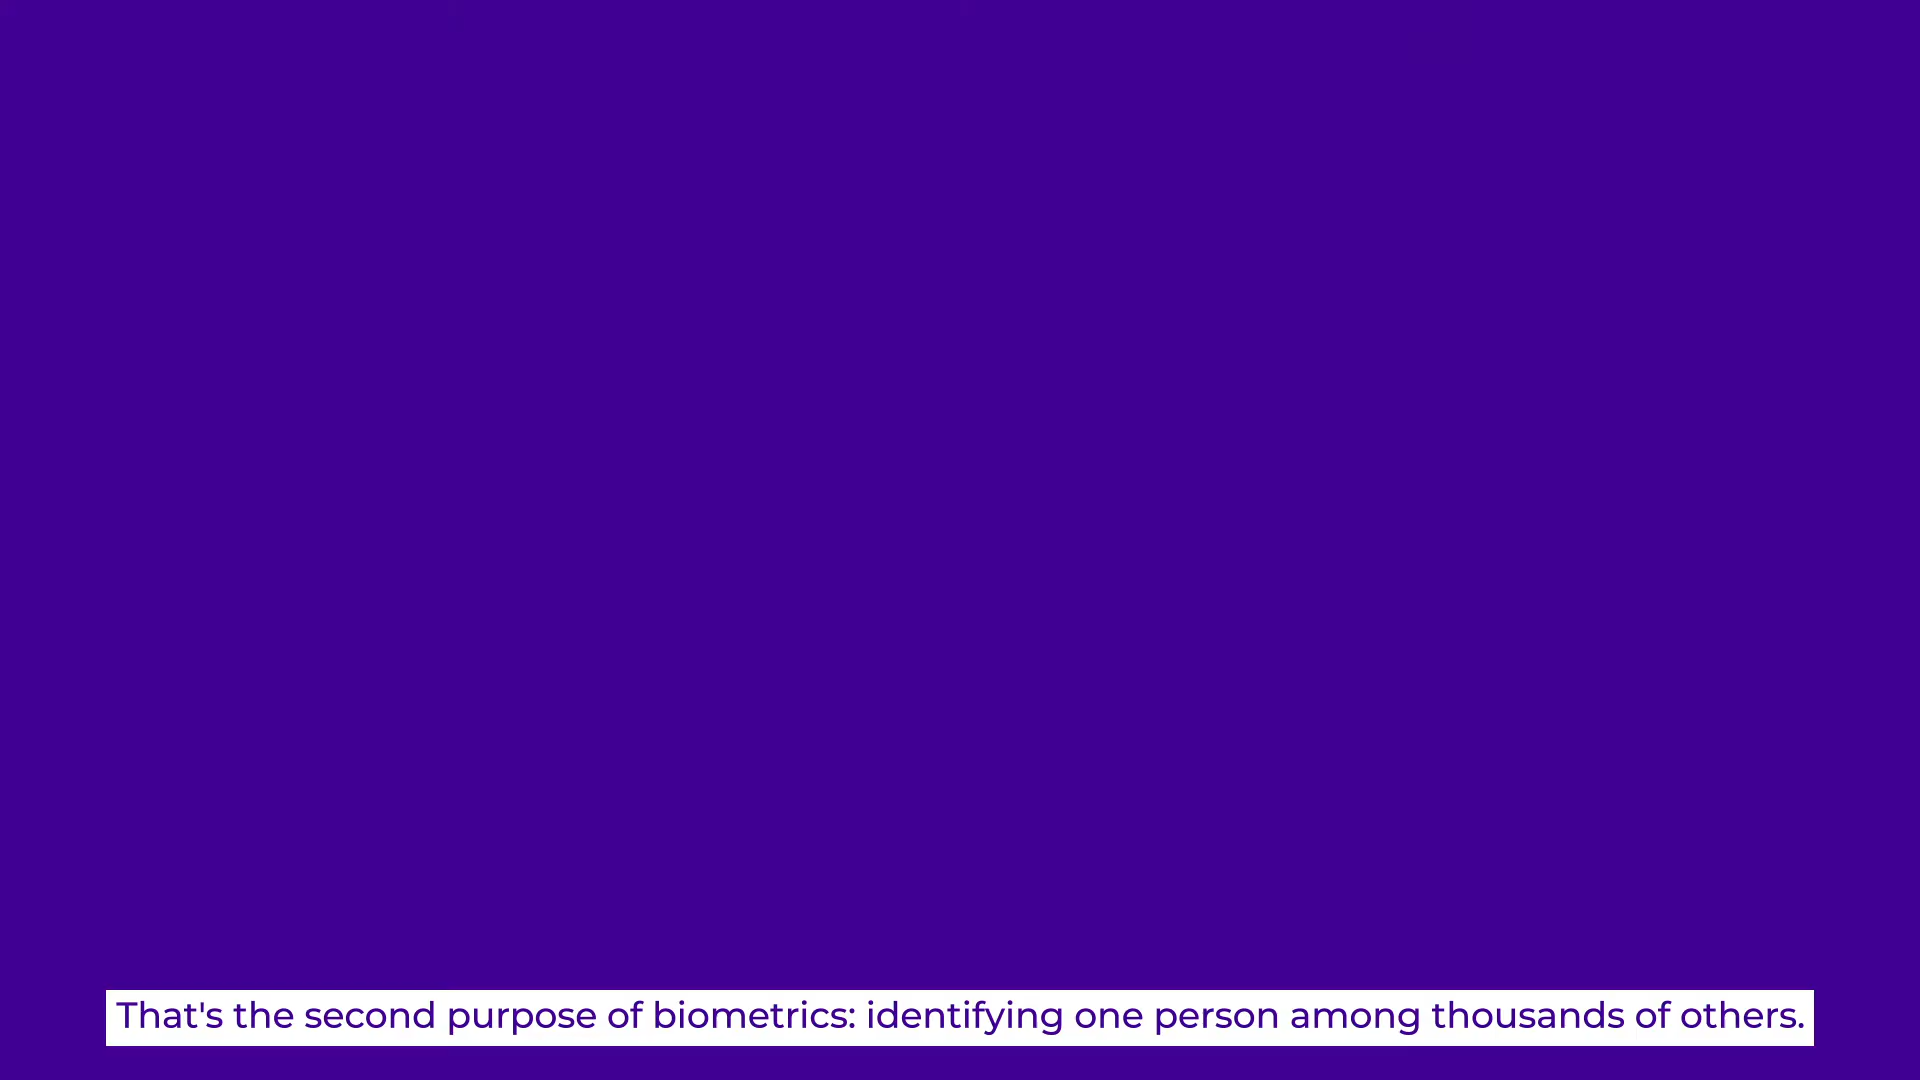 That's the second purpose of biometrics: identifying one person among thousands of others.